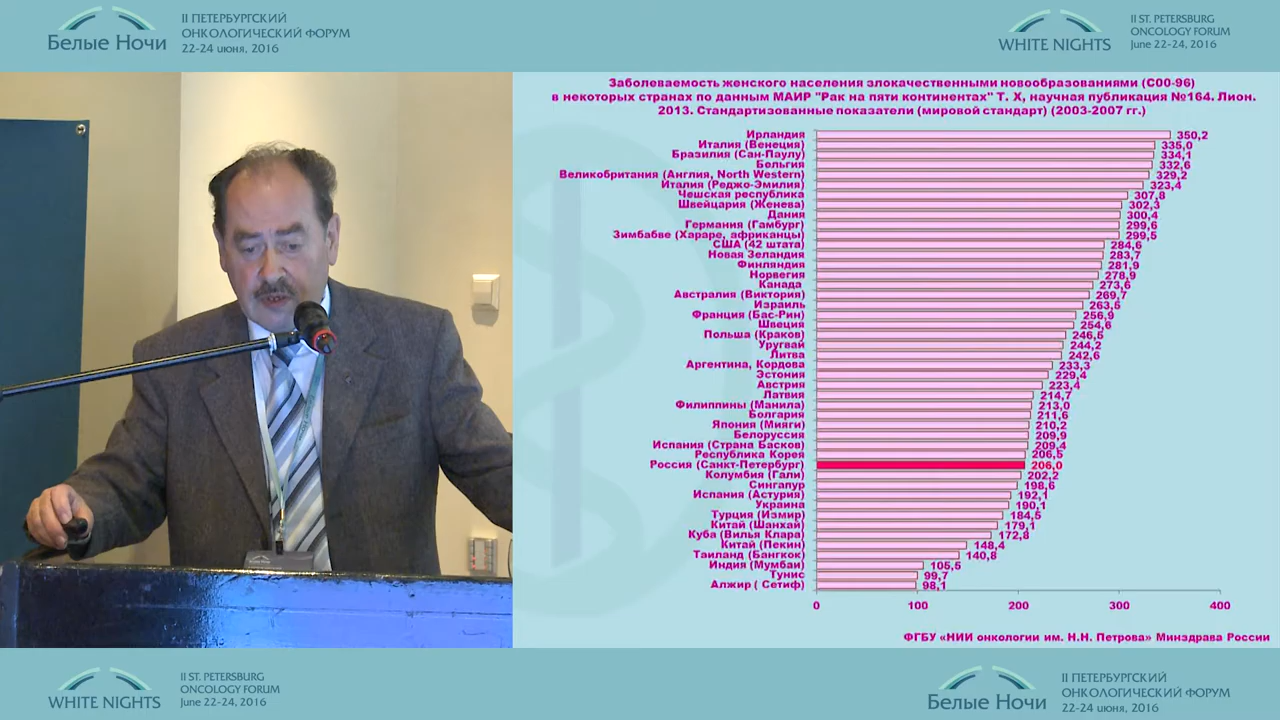 Белые Ночи
II ПЕТЕРБУРГСКИЙ
ОНКОЛОГИЧЕСКИЙ ФОРУМ
22-24 июня, 2016
WHITE NIGHTS
II ST. PETERSBURG
ONCOLOGY FORUM
June 22-24, 2016
Заболеваемость женского населения злокачественными новообразованиями (С00-96)
в некоторых странах по данным МАИР "Рак на пяти континентах" Т. X, научная публикация №164. Лион.
2013. Стандартизованные показатели (мировой стандарт) (2003-2007 гг.)
Ирландия 350,2
Италия (Венеция) 335,0
Бразилия (Сан-Паулу) 334,1
Бельгия 332,6
Великобритания (Англия, North Western) 329,2
Италия (Реджо-Эмилия) 323,4
Чешская республика 307,8
Швейцария (Женева) 302,3
Дания 300,4
Германия (Гамбург) 299,6
Зимбабве (Хараре, африканцы) 299,5
США (42 штата) 284,6
Новая Зеландия 283,7
Финляндия 281,9
Норвегия 278,9
Канада 273,6
Австралия (Виктория) 269,7
Израиль 263,5
Франция (Бас-Рин) 256,9
Швеция 254,6
Польша (Краков) 246,5
Уругвай 244,2
Литва 242,6
Аргентина, Кордова 233,3
Эстония 229,4
Австрия 223,4
Латвия 214,7
Филиппины (Манила) 213,0
Болгария 211,6
Япония (Мияги) 210,2
Белоруссия 209,9
Испания (Страна Басков) 209,4
Республика Корея 206,5
Россия (Санкт-Петербург) 206,0
Колумбия (Гали) 202,2
Сингапур 198,6
Испания (Астурия) 192,1
Украина 190,1
Турция (Измир) 184,5
Китай (Шанхай) 179,1
Куба (Вилья Клара) 172,8
Китай (Пекин) 148,4
Таиланд (Бангкок) 140,8
Индия (Мумбаи) 105,5
Тунис 99,7
Алжир ( Сетиф) 98,1
0 100 200 300 400
ФГБУ «НИИ онкологии им. Н.Н. Петрова» Минздрава России
WHITE NIGHTS
II ST. PETERSBURG
ONCOLOGY FORUM
June 22-24, 2016
Белые Ночи
II ПЕТЕРБУРГСКИЙ
ОНКОЛОГИЧЕСКИЙ ФОРУМ
22-24 июня, 2016